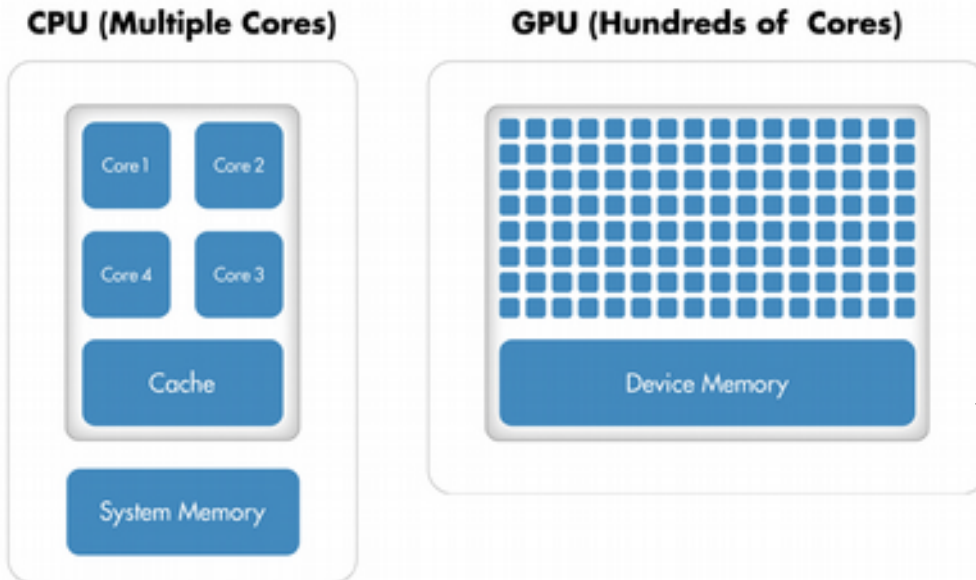 CPU (Multiple Cores)
GPU (Hundreds of Cores)
Core 1
Core 2
Core 4
Core 3
Cache
System Memory
Device Memory